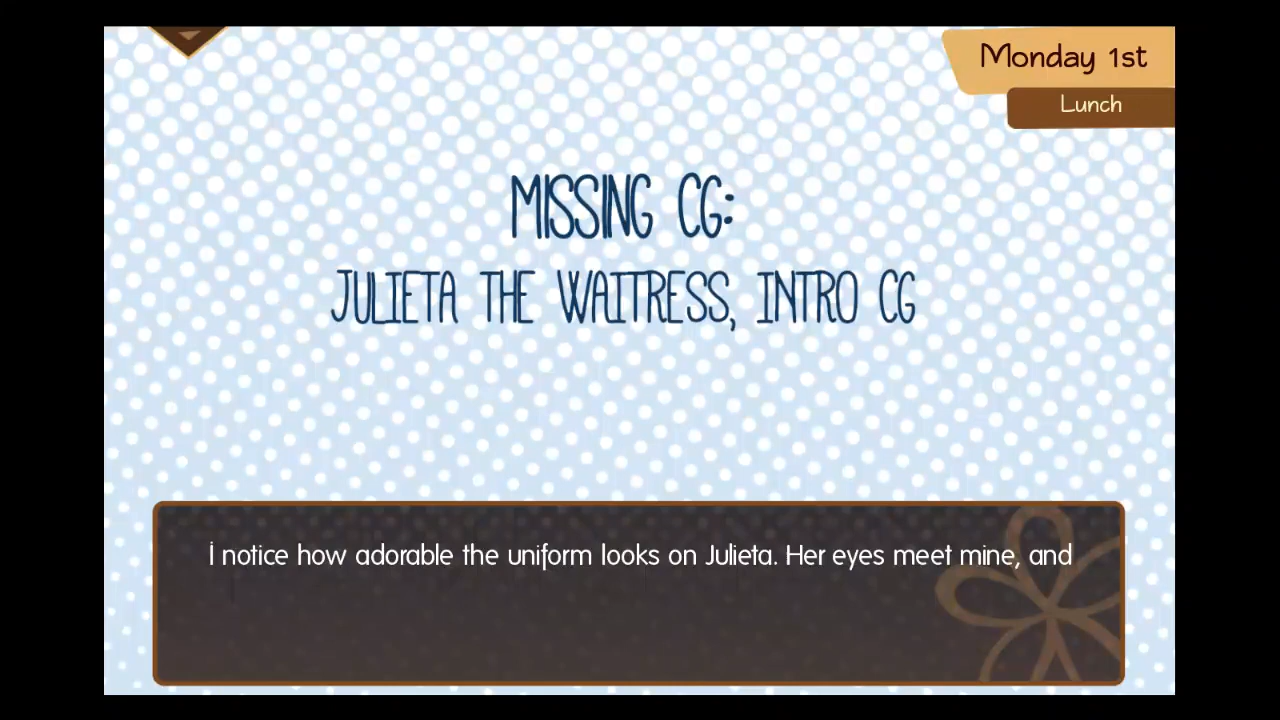 Monday 1st
Lunch
MISSING CG:
JULIETA THE WAITRESS, INTRO CG
I notice how adorable the uniform looks on Julieta. Her eyes meet mine, and